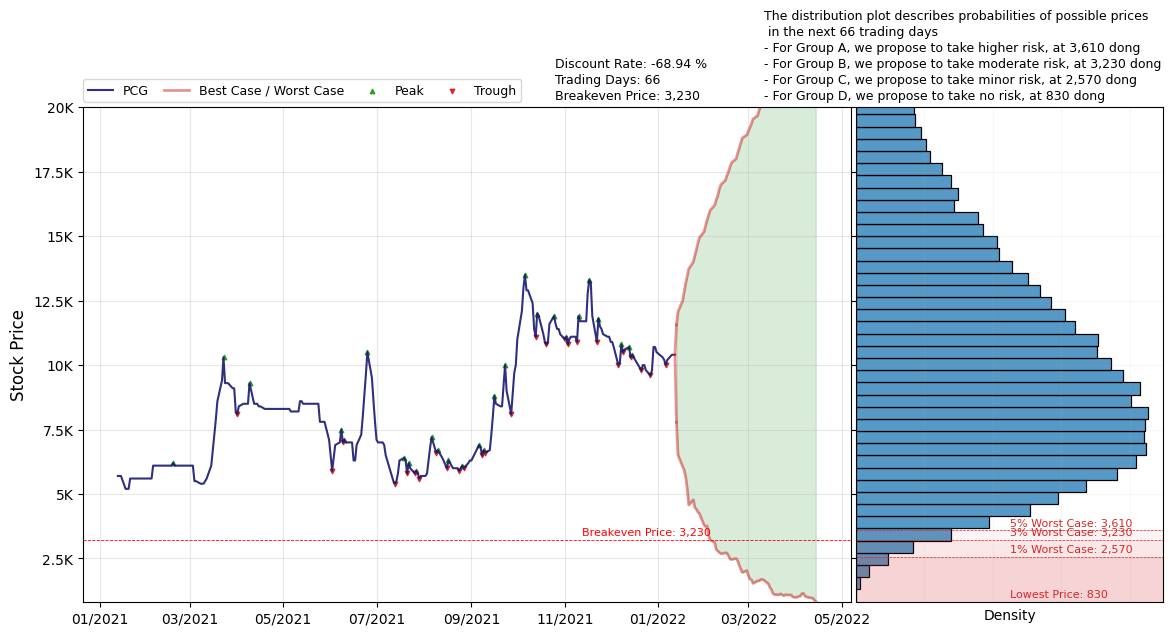 The distribution plot describes probabilities of possible prices
in the next 66 trading days
- For Group A, we propose to take higher risk, at 3,610 dong
- For Group B, we propose to take moderate risk, at 3,230 dong
- For Group C, we propose to take minor risk, at 2,570 dong
- For Group D, we propose to take no risk, at 830 dong
Discount Rate: -68.94 %
Trading Days: 66
Breakeven Price: 3,230
PCG
Best Case / Worst Case
Peak
Trough
Stock Price
20K
17.5K
15K
12.5K
10K
7.5K
5K
2.5K
Breakeven Price: 3,230
5% Worst Case: 3,610
3% Worst Case: 3,230
1% Worst Case: 2,570
Lowest Price: 830
01/2021
03/2021
05/2021
07/2021
09/2021
11/2021
01/2022
03/2022
05/2022
Density